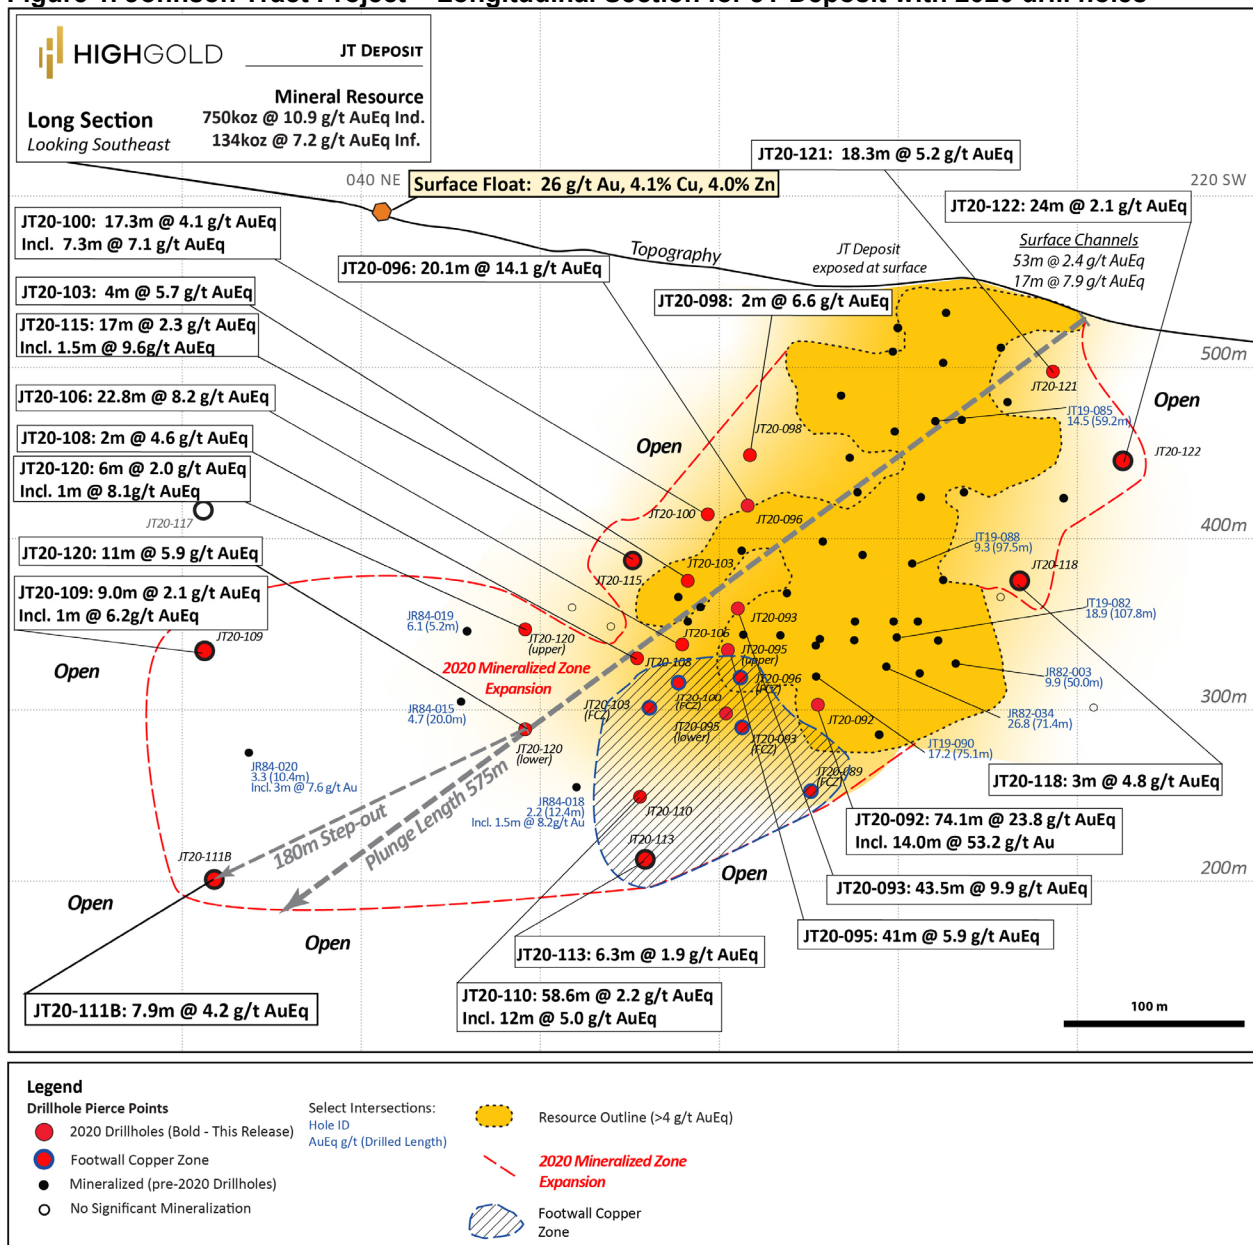 Figure 1. Johnson Tract Project – Longitudinal Section for JT Deposit with 2020 drill holes
HIGHGOLD
JT DEPOSIT
Mineral Resource
Long Section
750koz @ 10.9 g/t AuEq Ind.
Looking Southeast
134koz @ 7.2 g/t AuEq Inf.
040 NE
220 SW
Surface Float: 26 g/t Au, 4.1% Cu, 4.0% Zn
JT20-121: 18.3m @ 5.2 g/t AuEq
JT20-122: 24m @ 2.1 g/t AuEq
JT20-100: 17.3m @ 4.1 g/t AuEq
Incl. 7.3m @ 7.1 g/t AuEq
Topography
JT Deposit
exposed at surface
Surface Channels
53m @ 2.4 g/t AuEq
17m @ 7.9 g/t AuEq
JT20-096: 20.1m @ 14.1 g/t AuEq
JT20-103: 4m @ 5.7 g/t AuEq
JT20-098: 2m @ 6.6 g/t AuEq
JT20-115: 17m @ 2.3 g/t AuEq
Incl. 1.5m @ 9.6g/t AuEq
500m
JT20-106: 22.8m @ 8.2 g/t AuEq
JT20-121
Open
JT19-085
14.5 (59.2m)
JT20-108: 2m @ 4.6 g/t AuEq
JT20-098
Open
JT20-122
JT20-120: 6m @ 2.0 g/t AuEq
Incl. 1m @ 8.1g/t AuEq
JT20-117
JT20-100
JT20-096
400m
JT20-120: 11m @ 5.9 g/t AuEq
JT19-088
9.3 (97.5m)
JT20-103
JT20-115
JT20-118
JT20-109: 9.0m @ 2.1 g/t AuEq
Incl. 1m @ 6.2g/t AuEq
JT19-082
18.9 (107.8m)
JR84-019
6.1 (5.2m)
JT20-093
JT20-109
JT20-120
(upper)
JT20-106
JT20-095
(upper)
Open
2020 Mineralized Zone
Expansion
JT20-108
JT20-096
(FCZ)
JR82-003
9.9 (50.0m)
JT20-100
(FCZ)
JT20-103
(FCZ)
300m
JR84-015
4.7 (20.0m)
JT20-095
(lower)
JT20-093
(FCZ)
JT20-092
JR82-034
26.8 (71.4m)
JT20-120
(lower)
JT19-090
17.2 (75.1m)
JR84-020
3.3 (10.4m)
Incl. 3m @ 7.6 g/t Au
JT20-089
(FCZ)
JT20-118: 3m @ 4.8 g/t AuEq
JR84-018
2.2 (12.4m)
Incl. 1.5m @ 8.2g/t Au
JT20-110
180m Step-out
Plunge Length 575m
JT20-092: 74.1m @ 23.8 g/t AuEq
Incl. 14.0m @ 53.2 g/t Au
JT20-113
JT20-111B
Open
200m
JT20-093: 43.5m @ 9.9 g/t AuEq
Open
Open
JT20-095: 41m @ 5.9 g/t AuEq
JT20-113: 6.3m @ 1.9 g/t AuEq
JT20-111B: 7.9m @ 4.2 g/t AuEq
JT20-110: 58.6m @ 2.2 g/t AuEq
Incl. 12m @ 5.0 g/t AuEq
100 m
Legend
Drillhole Pierce Points
2020 Drillholes (Bold - This Release)
Footwall Copper Zone
Mineralized (pre-2020 Drillholes)
No Significant Mineralization
Select Intersections:
Hole ID
AuEq g/t (Drilled Length)
Resource Outline (>4 g/t AuEq)
2020 Mineralized Zone
Expansion
Footwall Copper
Zone